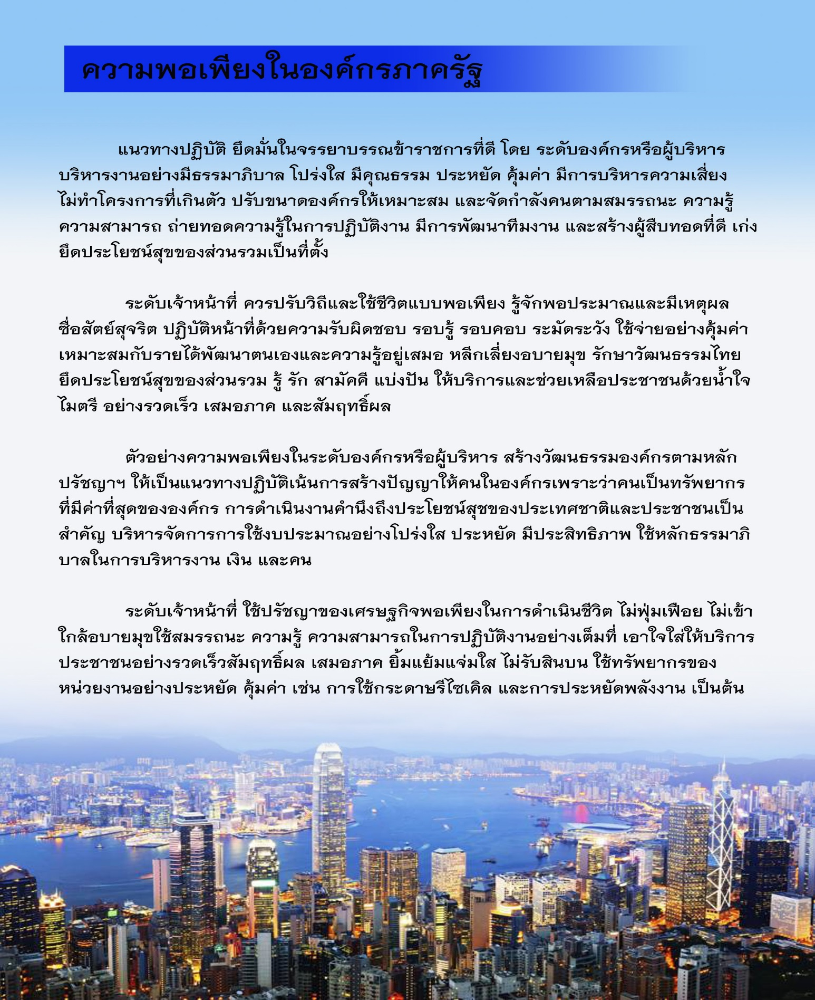 ความพอเพียงในองค์กรภาครัฐ
แนวทางปฏิบัติ ยึดมั่นในจรรยาบรรณข้าราชการที่ดี โดย ระดับองค์กรหรือผู้บริหาร
บริหารงานอย่างมีธรรมาภิบาล โปร่งใส มีคุณธรรม ประหยัด คุ้มค่า มีการบริหารความเสี่ยง
ไม่ทำโครงการที่เกินตัว ปรับขนาดองค์กรให้เหมาะสม และจัดกำลังคนตามสมรรถนะ ความรู้
ความสามารถ ถ่ายทอดความรู้ในการปฏิบัติงาน มีการพัฒนาทีมงาน และสร้างผู้สืบทอดที่ดี เก่ง
ยึดประโยชน์สุขของส่วนรวมเป็นที่ตั้ง
ระดับเจ้าหน้าที่ ควรปรับวิถีและใช้ชีวิตแบบพอเพียง รู้จักพอประมาณและมีเหตุผล
ซื่อสัตย์สุจริต ปฏิบัติหน้าที่ด้วยความรับผิดชอบ รอบรู้ รอบคอบ ระมัดระวัง ใช้จ่ายอย่างคุ้มค่า
เหมาะสมกับรายได้พัฒนาตนเองและความรู้อยู่เสมอ หลีกเลี่ยงอบายมุข รักษาวัฒนธรรมไทย
ยึดประโยชน์สุขของส่วนรวม รู้ รัก สามัคคี แบ่งปัน ให้บริการและช่วยเหลือประชาชนด้วยน้ำใจ
ไมตรี อย่างรวดเร็ว เสมอภาค และสัมฤทธิ์ผล
ตัวอย่างความพอเพียงในระดับองค์กรหรือผู้บริหาร สร้างวัฒนธรรมองค์กรตามหลัก
ปรัชญาฯ ให้เป็นแนวทางปฏิบัติเน้นการสร้างปัญญาให้คนในองค์กรเพราะว่าคนเป็นทรัพยากร
ที่มีค่าที่สุดขององค์กร การดำเนินงานคำนึงถึงประโยชน์สุชของประเทศชาติและประชาชนเป็น
สำคัญ บริหารจัดการการใช้งบประมาณอย่างโปร่งใส ประหยัด มีประสิทธิภาพ ใช้หลักธรรมาภิ
บาลในการบริหารงาน เงิน และคน
ระดับเจ้าหน้าที่ ใช้ปรัชญาของเศรษฐกิจพอเพียงในการดำเนินชีวิต ไม่ฟุ่มเฟือย ไม่เข้า
ใกล้อบายมุขใช้สมรรถนะ ความรู้ ความสามารถในการปฏิบัติงานอย่างเต็มที่ เอาใจใส่ให้บริการ
ประชาชนอย่างรวดเร็วสัมฤทธิ์ผล เสมอภาค ยิ้มแย้มแจ่มใส ไม่รับสินบน ใช้ทรัพยากรของ
หน่วยงานอย่างประหยัด คุ้มค่า เช่น การใช้กระดาษรีไซเคิล และการประหยัดพลังงาน เป็นต้น